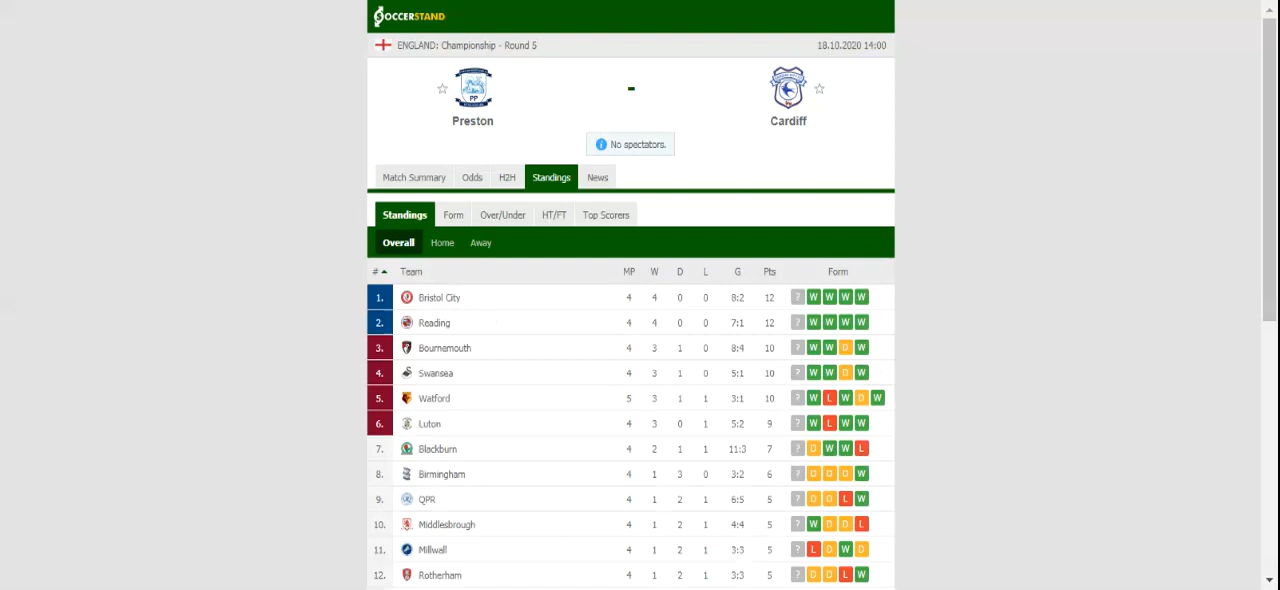 SOCCERSTAND
ENGLAND: Championship - Round 5 18.10.2020 14:00
Preston - Cardiff
No spectators.
Match Summary Odds H2H Standings News
Standings Form Over/Under HT/FT Top Scorers
Overall Home Away
# Team MP W D L G Pts Form
1. Bristol City 4 4 0 0 8:2 12 ? W W W W
2. Reading 4 4 0 0 7:1 12 ? W W W W
3. Bournemouth 4 3 1 0 8:4 10 ? W W D W
4. Swansea 4 3 1 0 5:1 10 ? W W D W
5. Watford 5 3 1 1 3:1 10 ? W L W D W
6. Luton 4 3 0 1 5:2 9 ? W L W W
7. Blackburn 4 2 1 1 11:3 7 ? D W W L
8. Birmingham 4 1 3 0 3:2 6 ? D D D W
9. QPR 4 1 2 1 6:5 5 ? D D L W
10. Middlesbrough 4 1 2 1 4:4 5 ? W D D L
11. Millwall 4 1 2 1 3:3 5 ? L D W D
12. Rotherham 4 1 2 1 3:3 5 ? D D L W